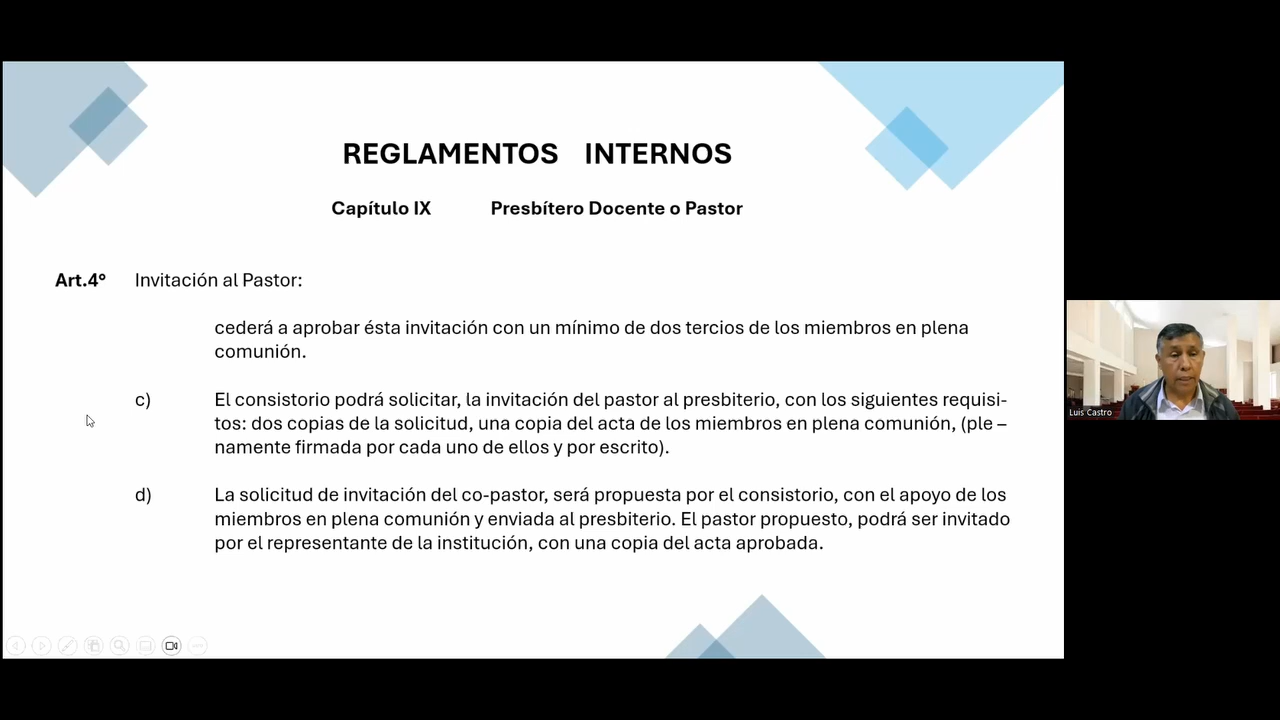 REGLAMENTOS INTERNOS
Capítulo IX Presbítero Docente o Pastor
Art.4° Invitación al Pastor:
cederá a aprobar ésta invitación con un mínimo de dos tercios de los miembros en plena
comunión.
c) El consistorio podrá solicitar, la invitación del pastor al presbiterio, con los siguientes requisi-
tos: dos copias de la solicitud, una copia del acta de los miembros en plena comunión, (ple –
namente firmada por cada uno de ellos y por escrito).
d) La solicitud de invitación del co-pastor, será propuesta por el consistorio, con el apoyo de los
miembros en plena comunión y enviada al presbiterio. El pastor propuesto, podrá ser invitado
por el representante de la institución, con una copia del acta aprobada.
Luis Castro